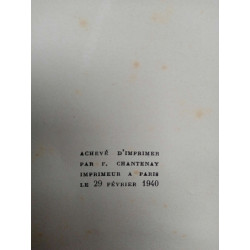 ACHEVÉ D'IMPRIMER
PAR F. CHANTENAY
IMPRIMEUR A PARIS
LE 29 FÉVRIER 1940